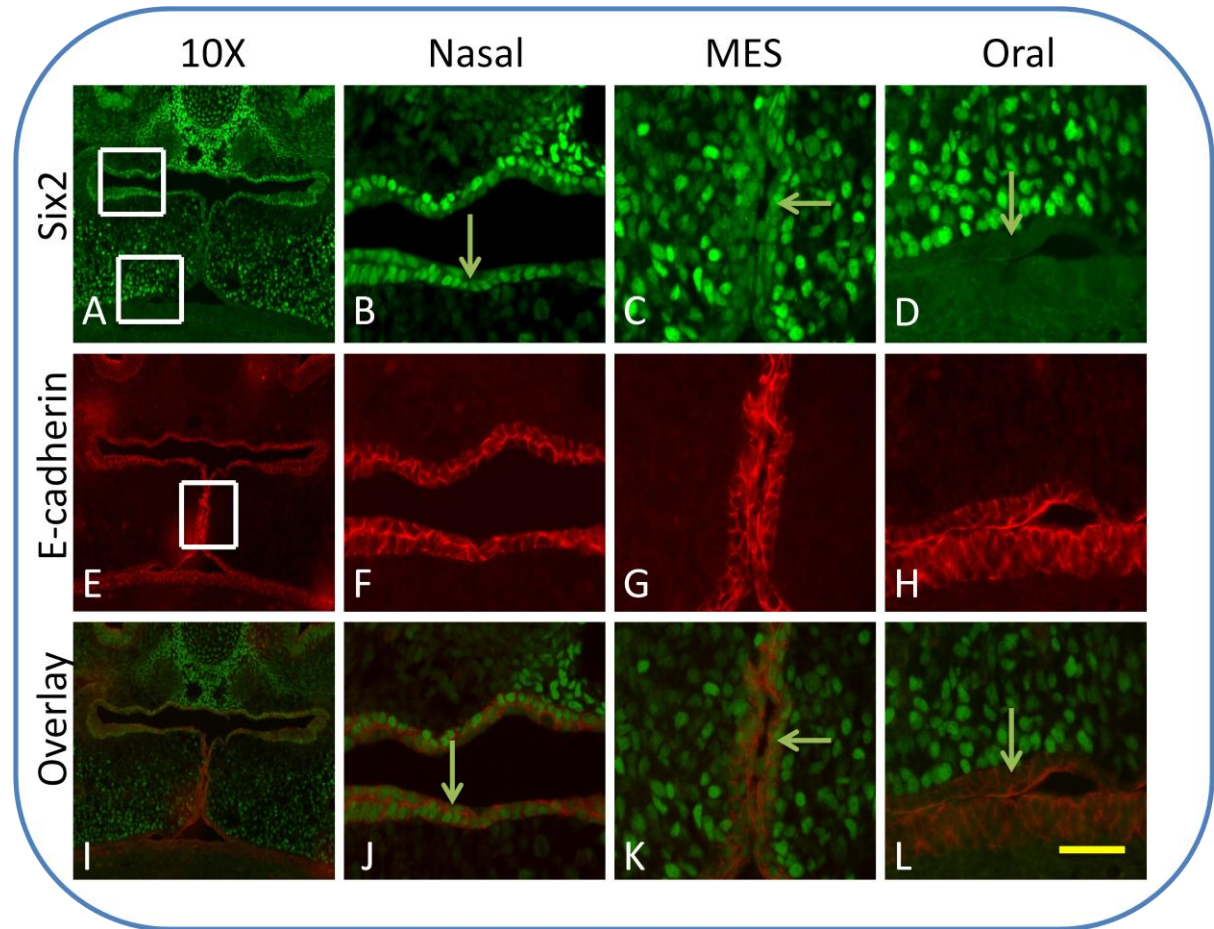 10X Nasal MES Oral
Six2
A B C D
E-cadherin
E F G H
Overlay
I J K L